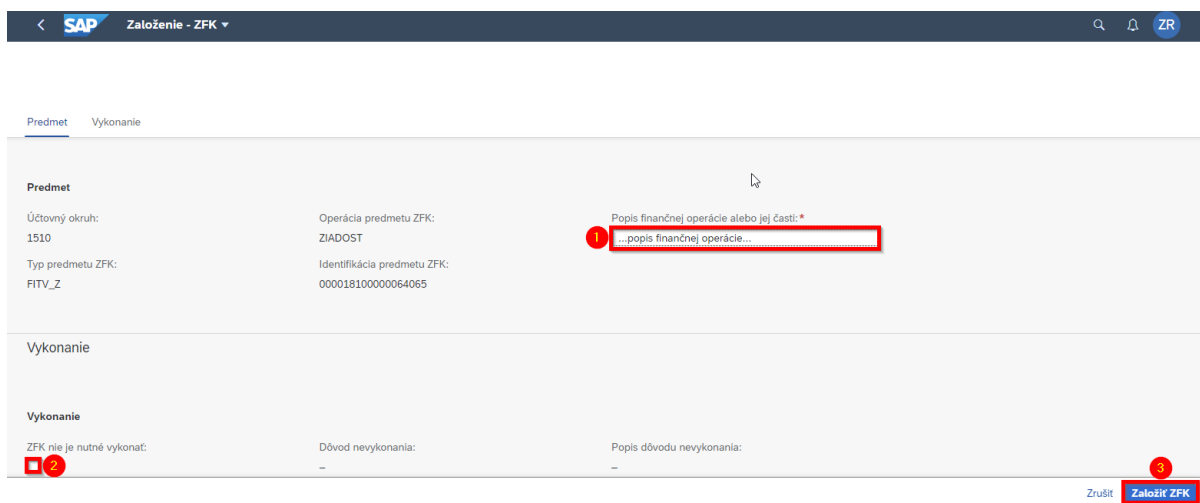 SAP Založenie - ZFK ZR
Predmet Vykonanie
Predmet
Účtovný okruh: Operácia predmetu ZFK: Popis finančnej operácie alebo jej časti: *
1510 ZIADOST 1 ...popis finančnej operácie...
Typ predmetu ZFK: Identifikácia predmetu ZFK:
FITV_Z 000018100000064065
Vykonanie
Vykonanie
ZFK nie je nutné vykonať: Dôvod nevykonania: Popis dôvodu nevykonania:
2 – –
3
Zrušiť Založiť ZFK